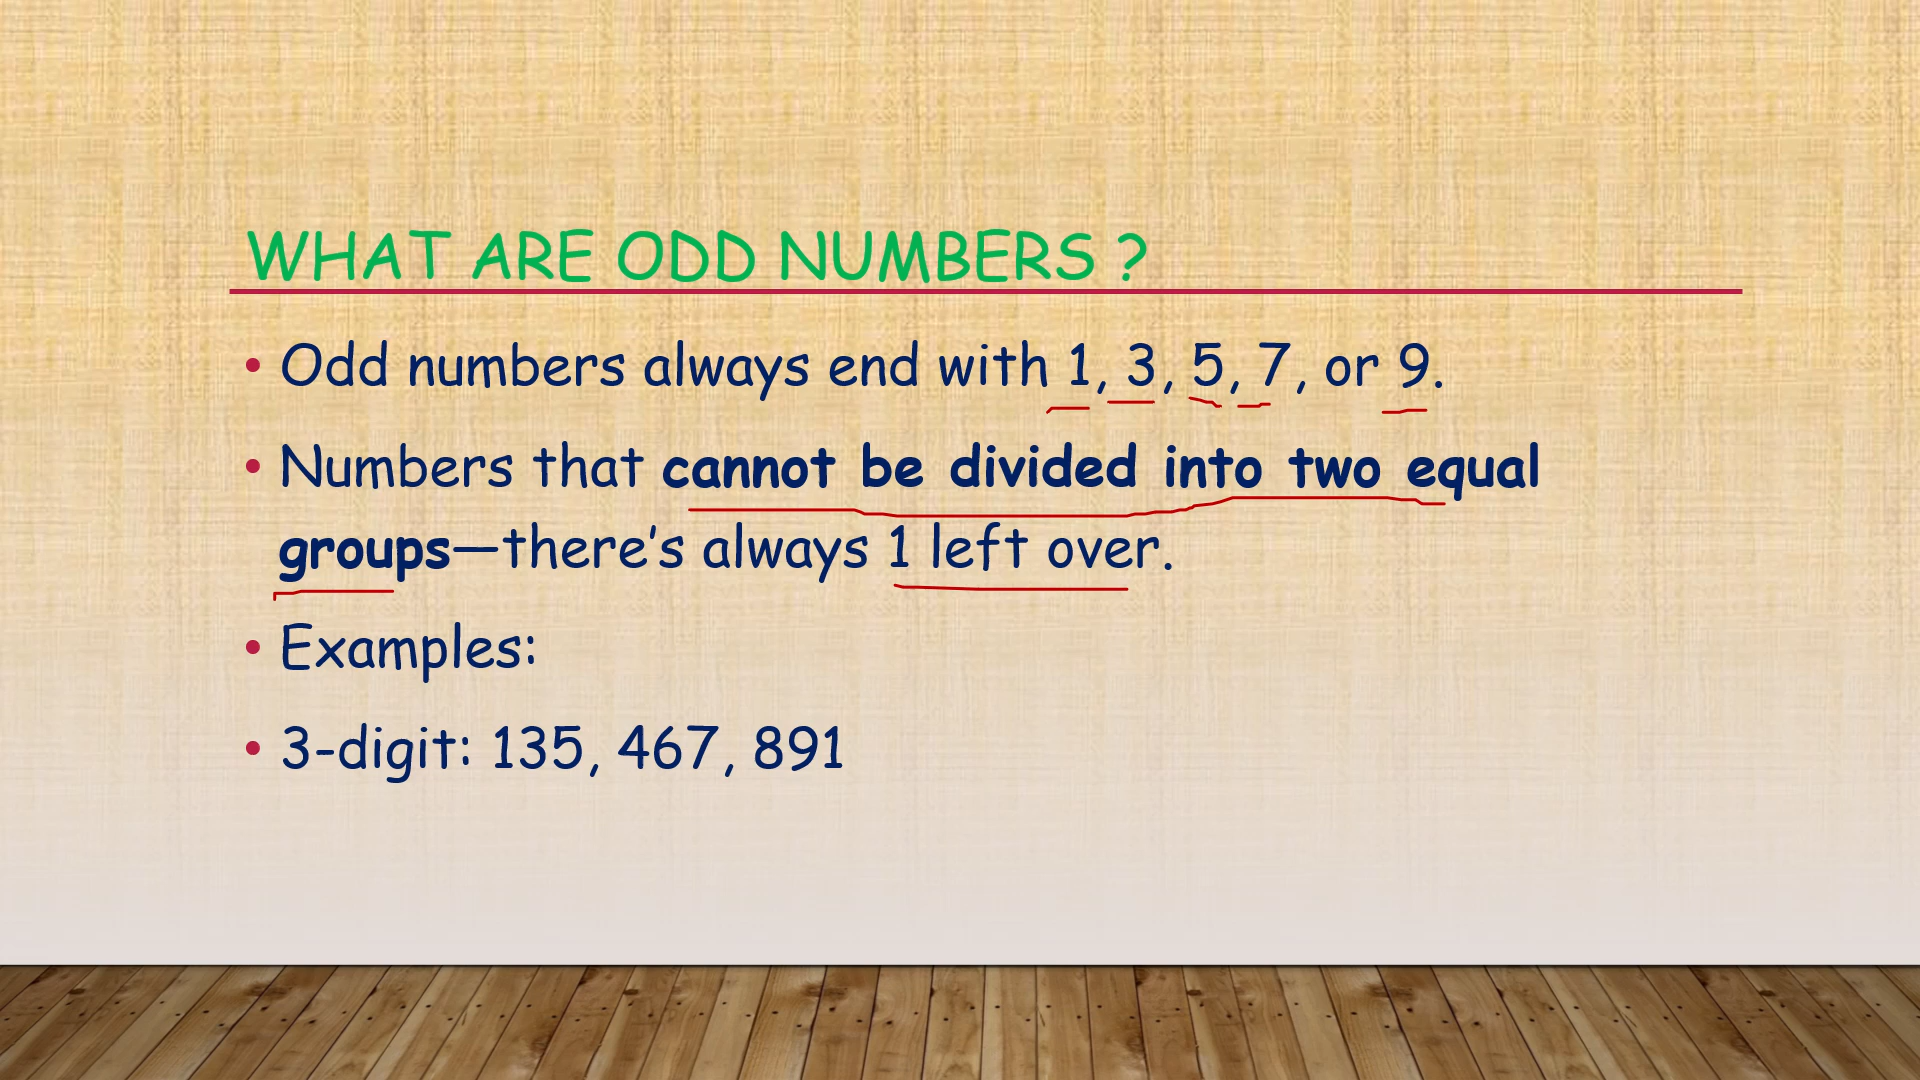 WHAT ARE ODD NUMBERS ?
• Odd numbers always end with 1, 3, 5, 7, or 9.
• Numbers that cannot be divided into two equal
groups—there’s always 1 left over.
• Examples:
• 3-digit: 135, 467, 891